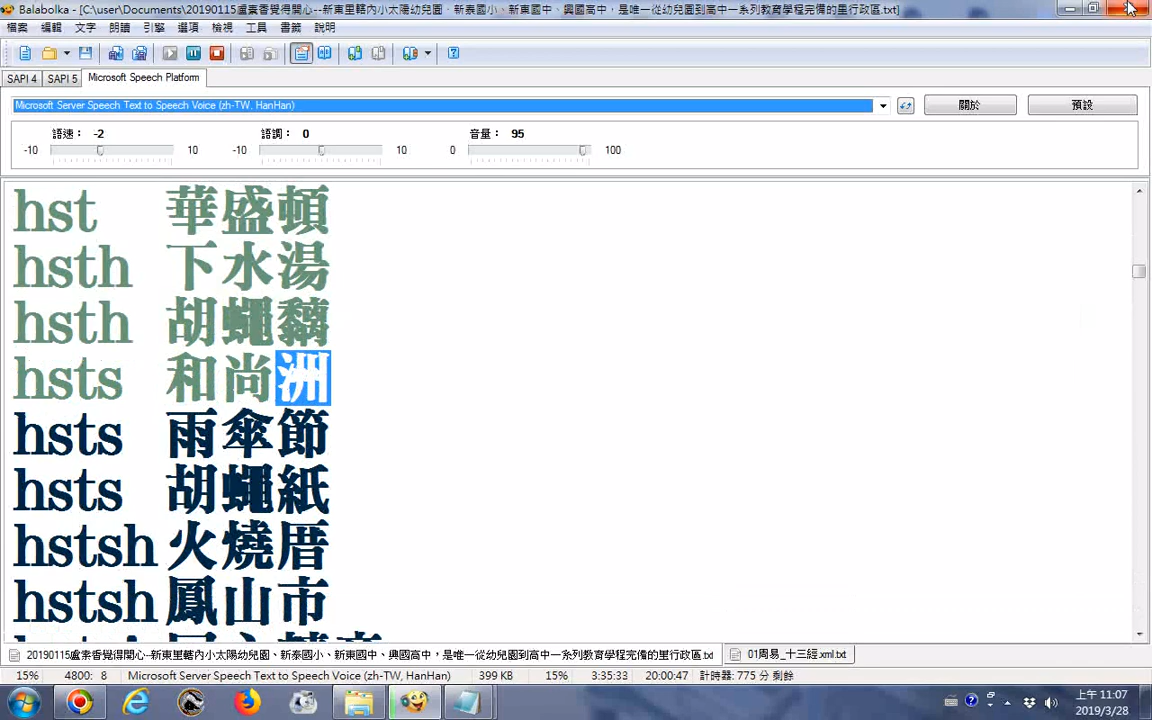 Balabolka - [C:\user\Documents\20190115盧索香覺得開心--新東里轄內小太陽幼兒園、新泰國小、新東國中、興國高中，是唯一從幼兒園到高中一系列教育學程完備的里行政區.txt]
檔案 編輯 文字 朗讀 引擎 選項 檢視 工具 書籤 說明
SAPI 4 SAPI 5 Microsoft Speech Platform
Microsoft Server Speech Text to Speech Voice (zh-TW, HanHan) 關於 預設
語速： -2 語調： 0 音量： 95
-10 10 -10 10 0 100
hst 華盛頓
hsth 下水湯
hsth 胡蠅黐
hsts 和尚洲
hsts 雨傘節
hsts 胡蠅紙
hstsh 火燒厝
hstsh 鳳山市
20190115盧索香覺得開心--新東里轄內小太陽幼兒園、新泰國小、新東國中、興國高中，是唯一從幼兒園到高中一系列教育學程完備的里行政區.txt 01周易_十三經.xml.txt
15% 4800: 8 Microsoft Server Speech Text to Speech Voice (zh-TW, HanHan) 399 KB 15% 3:35:33 20:00:47 計時器: 775 分 剩餘
上午 11:07
2019/3/28